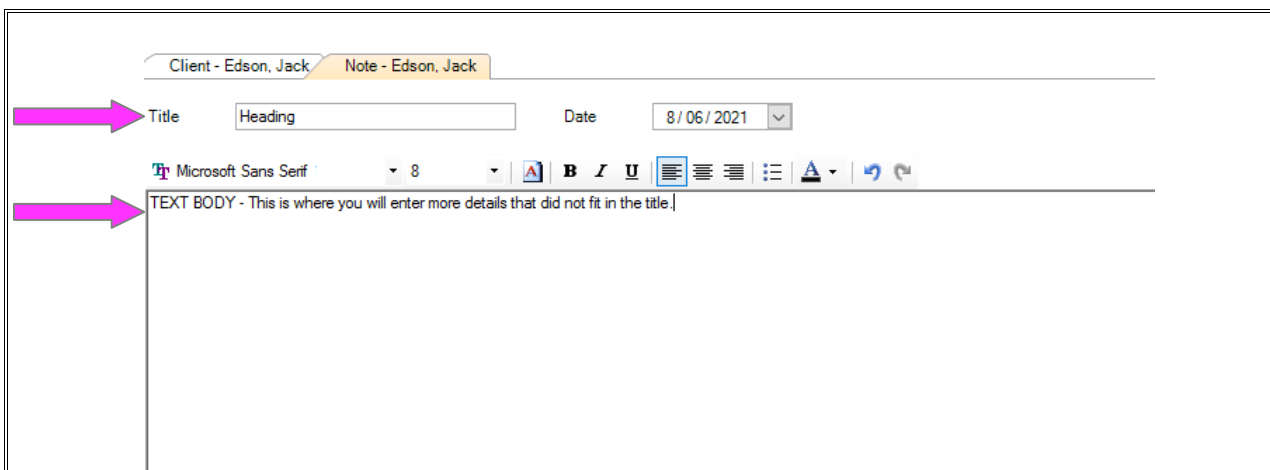 Client - Edson, Jack Note - Edson, Jack
Title Heading Date 8/06/2021
Microsoft Sans Serif 8 A B I U A
TEXT BODY - This is where you will enter more details that did not fit in the title.